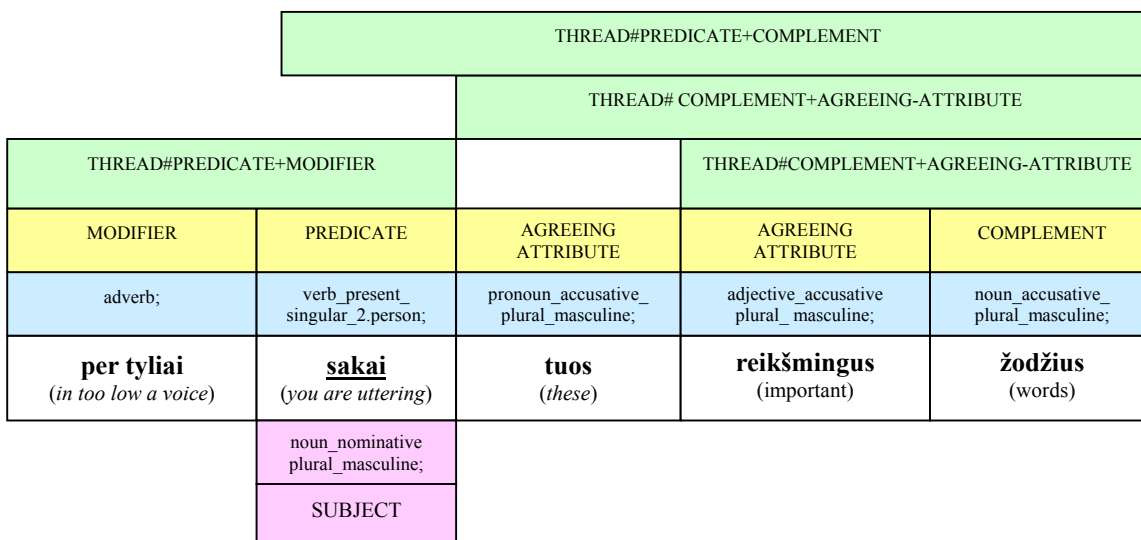 THREAD#PREDICATE+COMPLEMENT
THREAD# COMPLEMENT+AGREEING-ATTRIBUTE
THREAD#PREDICATE+MODIFIER
THREAD#COMPLEMENT+AGREEING-ATTRIBUTE
MODIFIER
PREDICATE
AGREEING
ATTRIBUTE
AGREEING
ATTRIBUTE
COMPLEMENT
adverb;
verb_present_
singular_2.person;
pronoun_accusative_
plural_masculine;
adjective_accusative
plural_ masculine;
noun_accusative_
plural_masculine;
per tyliai
(in too low a voice)
sakai
(you are uttering)
tuos
(these)
reikšmingus
(important)
žodžius
(words)
noun_nominative
plural_masculine;
SUBJECT